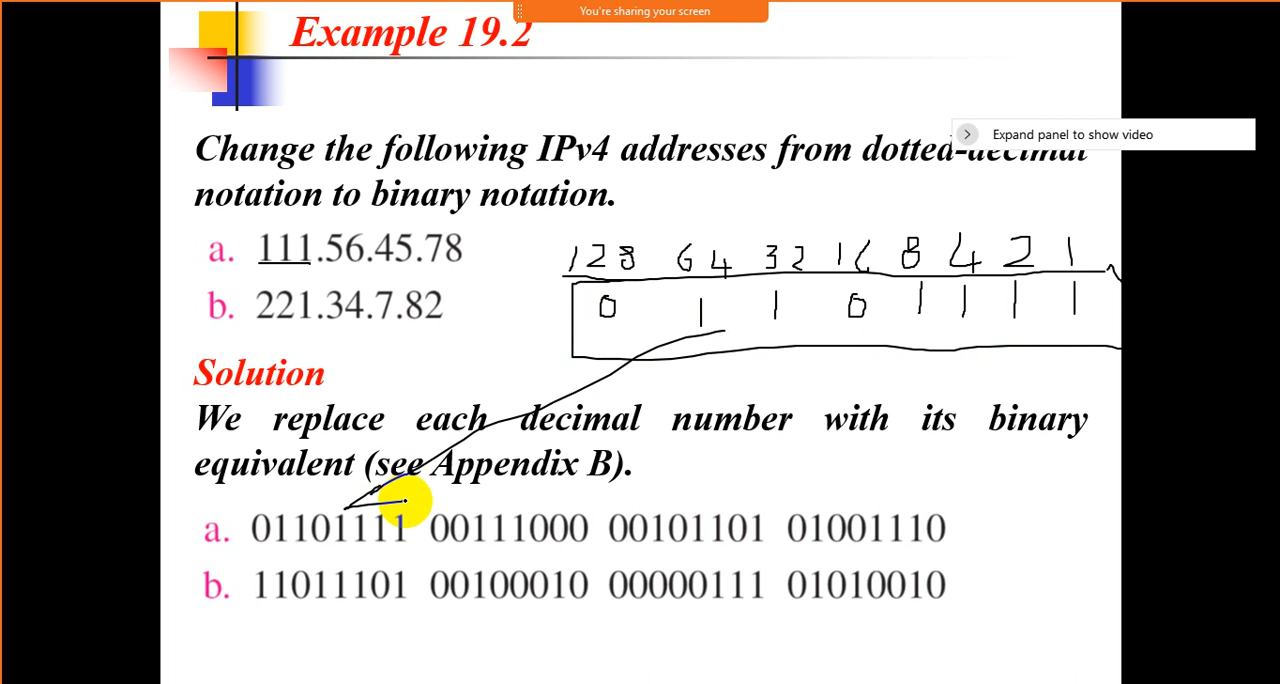 You're sharing your screen
Example 19.2
Expand panel to show video
Change the following IPv4 addresses from dotted-decimal
notation to binary notation.
a. 111.56.45.78
b. 221.34.7.82
128 64 32 16 8 4 2 1
0 1 1 0 1 1 1 1
Solution
We replace each decimal number with its binary
equivalent (see Appendix B).
a. 01101111 00111000 00101101 01001110
b. 11011101 00100010 00000111 01010010